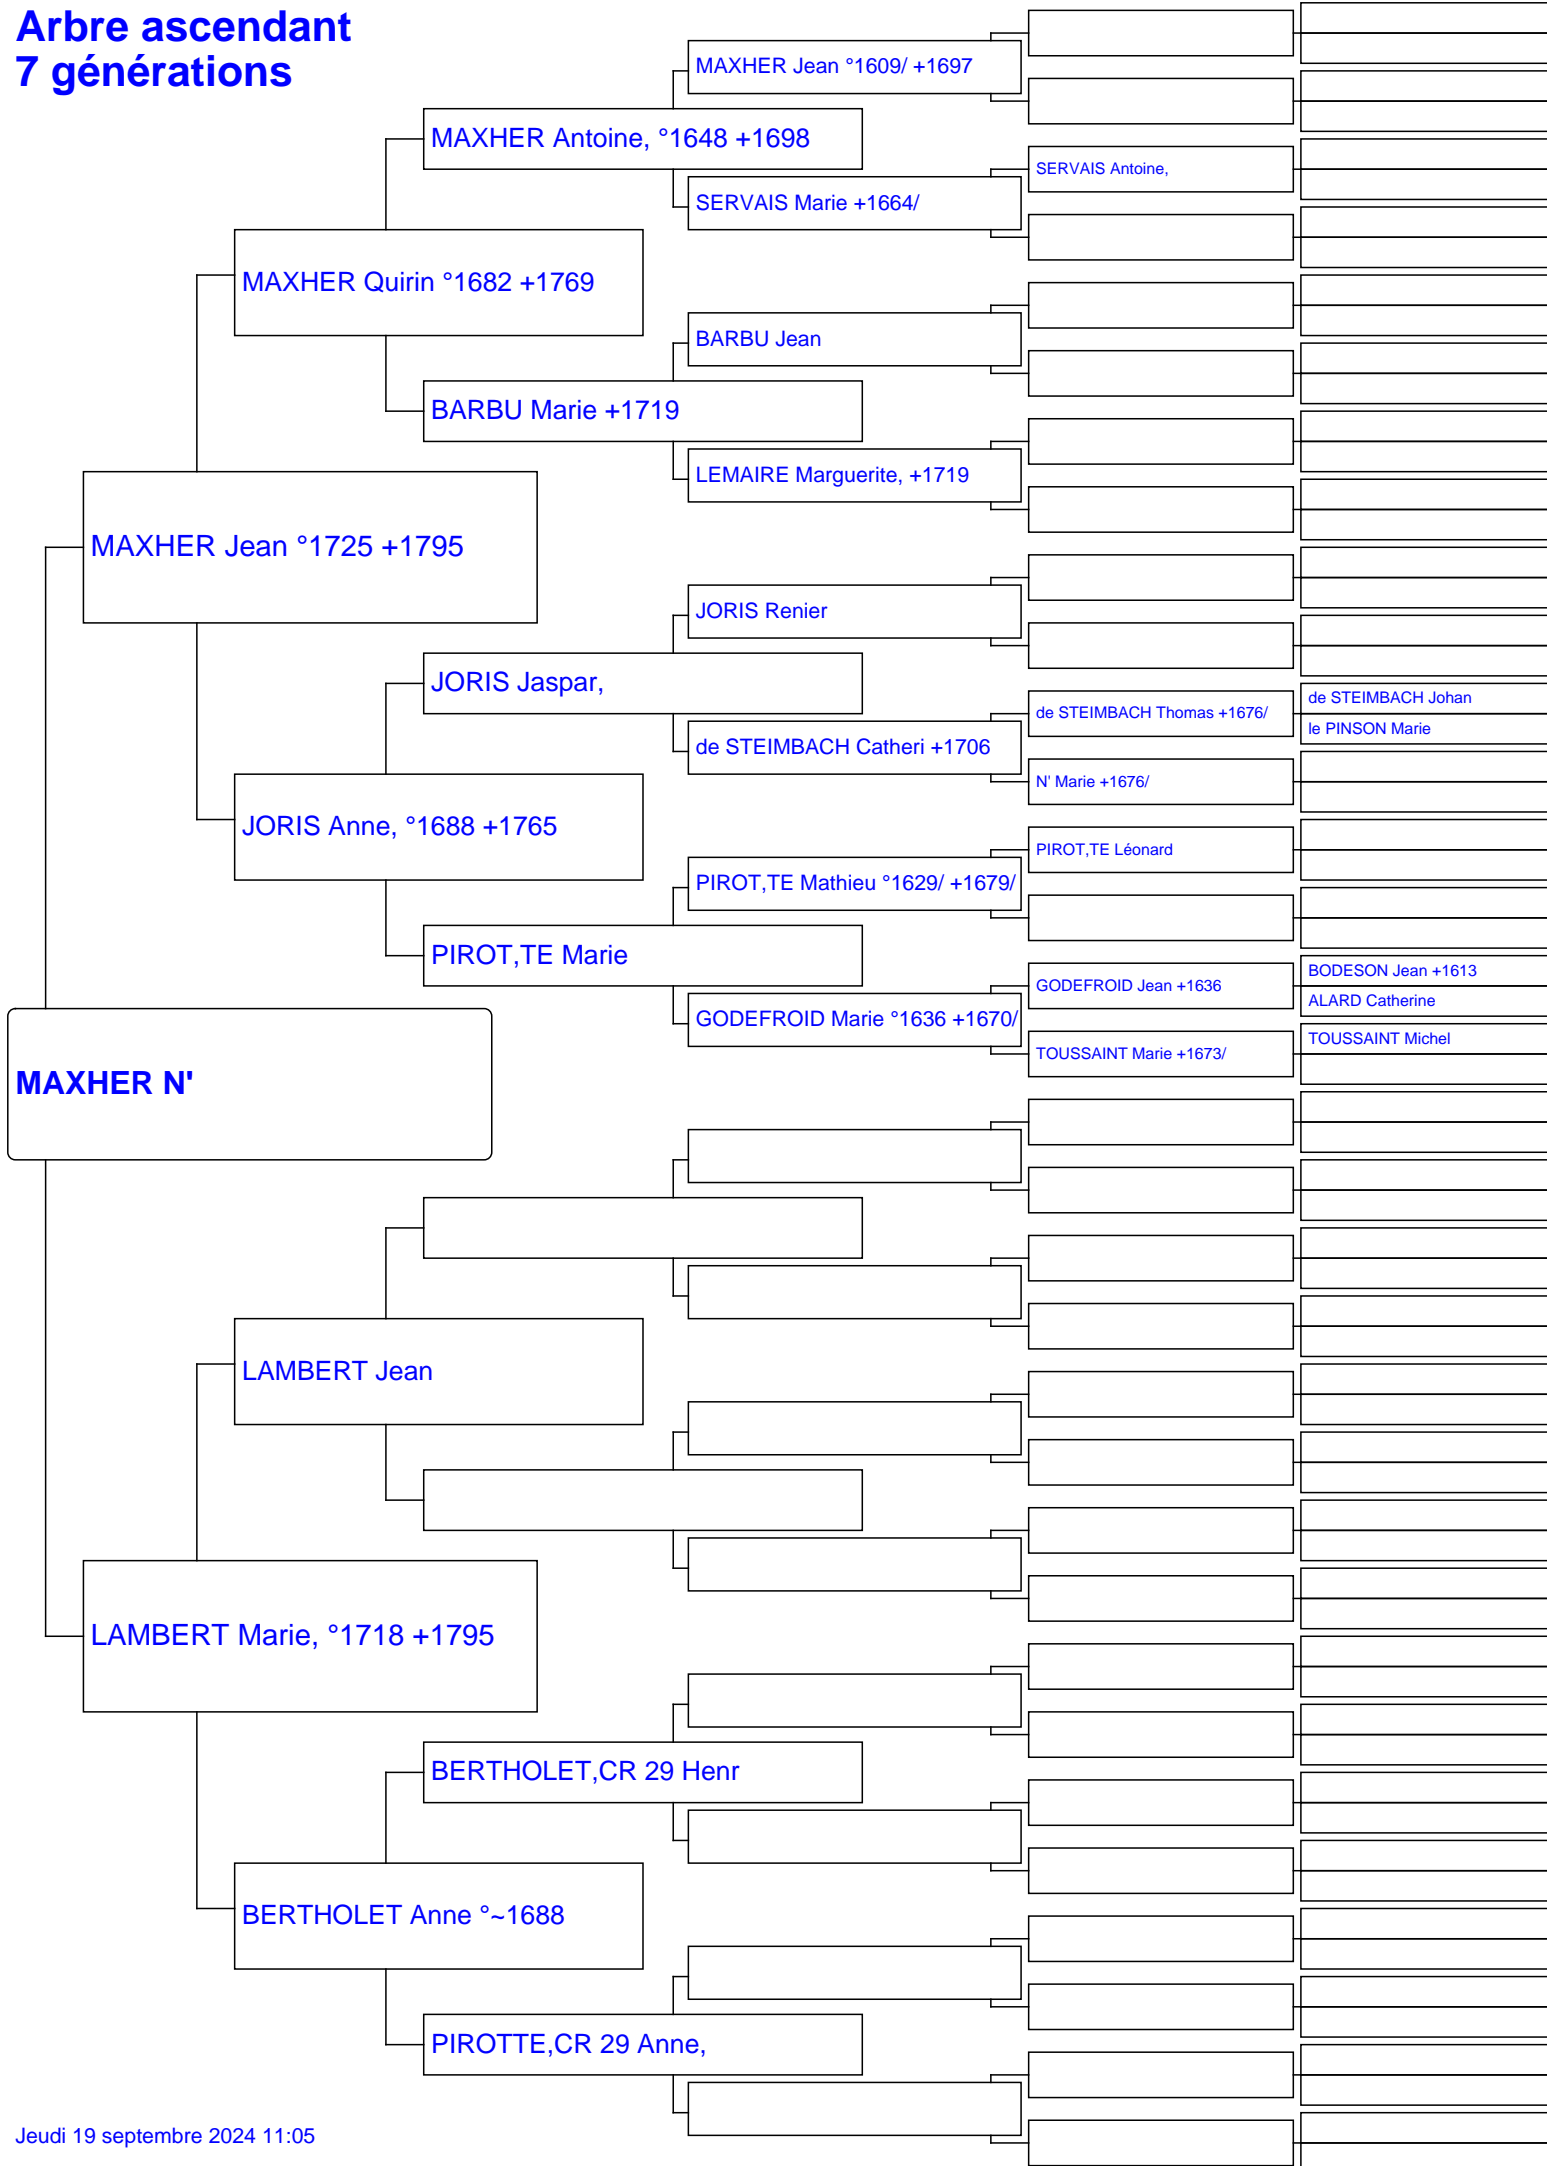 Arbre ascendant
7 générations
MAXHER Jean °1609/ +1697
MAXHER Antoine, °1648 +1698
SERVAIS Antoine,
SERVAIS Marie +1664/
MAXHER Quirin °1682 +1769
BARBU Jean
BARBU Marie +1719
LEMAIRE Marguerite, +1719
MAXHER Jean °1725 +1795
JORIS Renier
JORIS Jaspar,
de STEIMBACH Johan
de STEIMBACH Thomas +1676/
le PINSON Marie
de STEIMBACH Catheri +1706
N' Marie +1676/
JORIS Anne, °1688 +1765
PIROT,TE Léonard
PIROT,TE Mathieu °1629/ +1679/
PIROT,TE Marie
BODESON Jean +1613
GODEFROID Jean +1636
ALARD Catherine
GODEFROID Marie °1636 +1670/
TOUSSAINT Michel
TOUSSAINT Marie +1673/
MAXHER N'
LAMBERT Jean
LAMBERT Marie, °1718 +1795
BERTHOLET,CR 29 Henr
BERTHOLET Anne °~1688
PIROTTE,CR 29 Anne,
Jeudi 19 septembre 2024 11:05